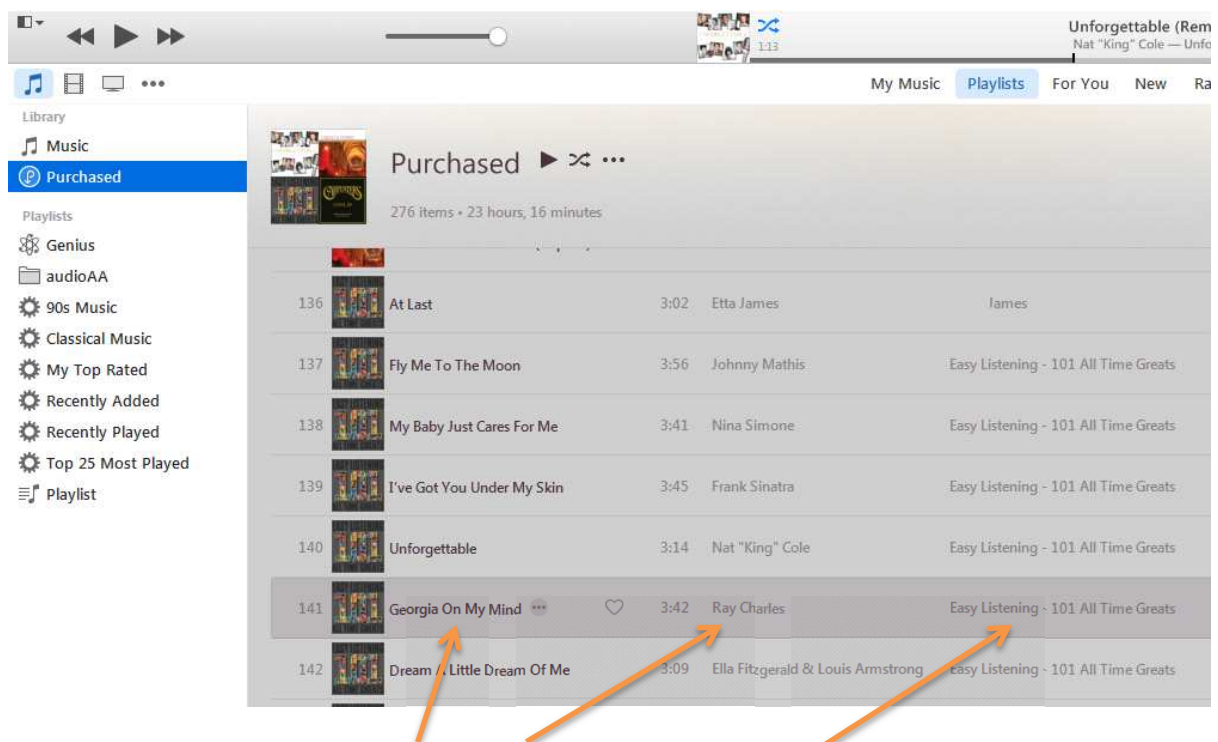 1:13
Unforgettable (Rem
Nat "King" Cole — Unfo
My Music Playlists For You New Ra
Library
Music
Purchased
Playlists
Genius
audioAA
90s Music
Classical Music
My Top Rated
Recently Added
Recently Played
Top 25 Most Played
Playlist
Purchased
276 items • 23 hours, 16 minutes
136 At Last 3:02 Etta James James
137 Fly Me To The Moon 3:56 Johnny Mathis Easy Listening - 101 All Time Greats
138 My Baby Just Cares For Me 3:41 Nina Simone Easy Listening - 101 All Time Greats
139 I've Got You Under My Skin 3:45 Frank Sinatra Easy Listening - 101 All Time Greats
140 Unforgettable 3:14 Nat "King" Cole Easy Listening - 101 All Time Greats
141 Georgia On My Mind 3:42 Ray Charles Easy Listening - 101 All Time Greats
142 Dream A Little Dream Of Me 3:09 Ella Fitzgerald & Louis Armstrong Easy Listening - 101 All Time Greats